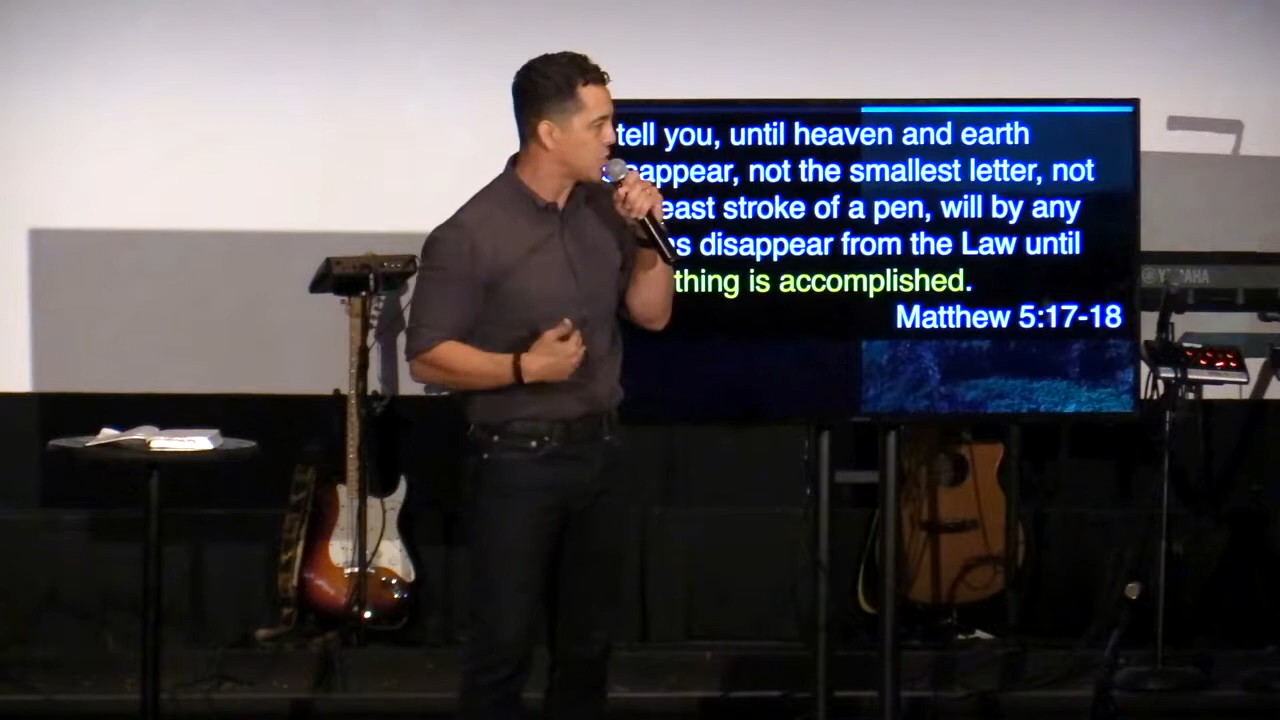 tell you, until heaven and earth
sappear, not the smallest letter, not
east stroke of a pen, will by any
s disappear from the Law until
thing is accomplished.
Matthew 5:17-18
YAMAHA